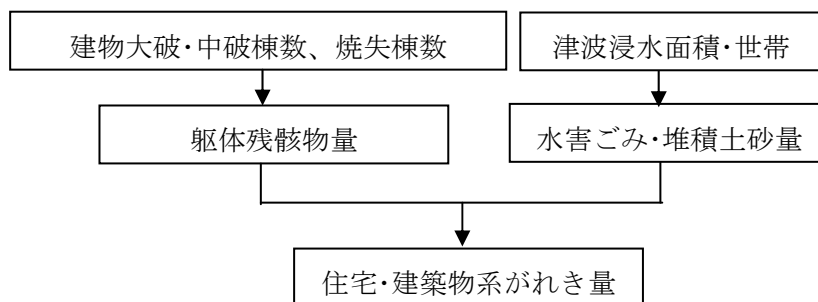 建物大破･中破棟数、焼失棟数
津波浸水面積･世帯
躯体残骸物量
水害ごみ･堆積土砂量
住宅･建築物系がれき量